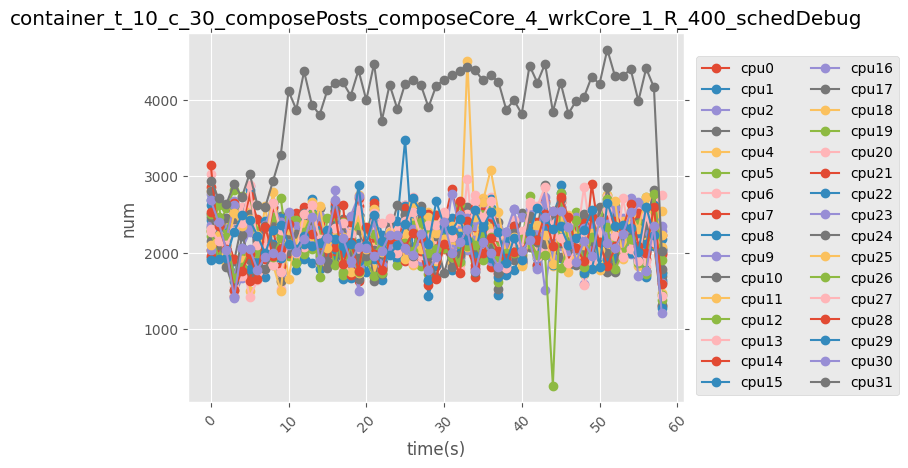 container_t_10_c_30_composePosts_composeCore_4_wrkCore_1_R_400_schedDebug
num
4000
3000
2000
1000
0
10
20
30
40
50
60
time(s)
cpu0
cpu1
cpu2
cpu3
cpu4
cpu5
cpu6
cpu7
cpu8
cpu9
cpu10
cpu11
cpu12
cpu13
cpu14
cpu15
cpu16
cpu17
cpu18
cpu19
cpu20
cpu21
cpu22
cpu23
cpu24
cpu25
cpu26
cpu27
cpu28
cpu29
cpu30
cpu31